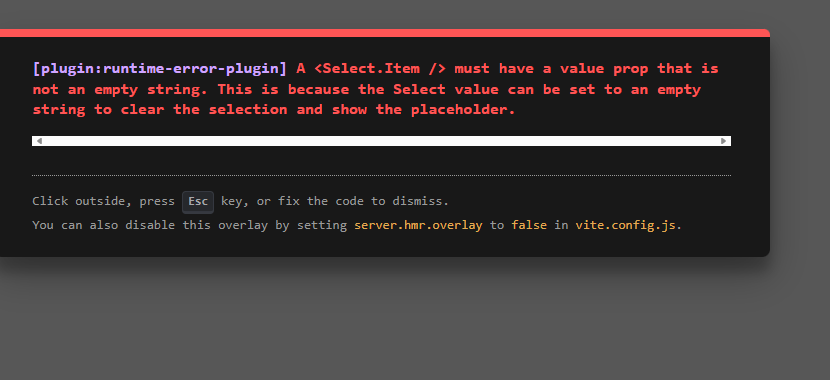 [plugin:runtime-error-plugin] A <Select.Item /> must have a value prop that is
not an empty string. This is because the Select value can be set to an empty
string to clear the selection and show the placeholder.
Click outside, press Esc key, or fix the code to dismiss.
You can also disable this overlay by setting server.hmr.overlay to false in vite.config.js.